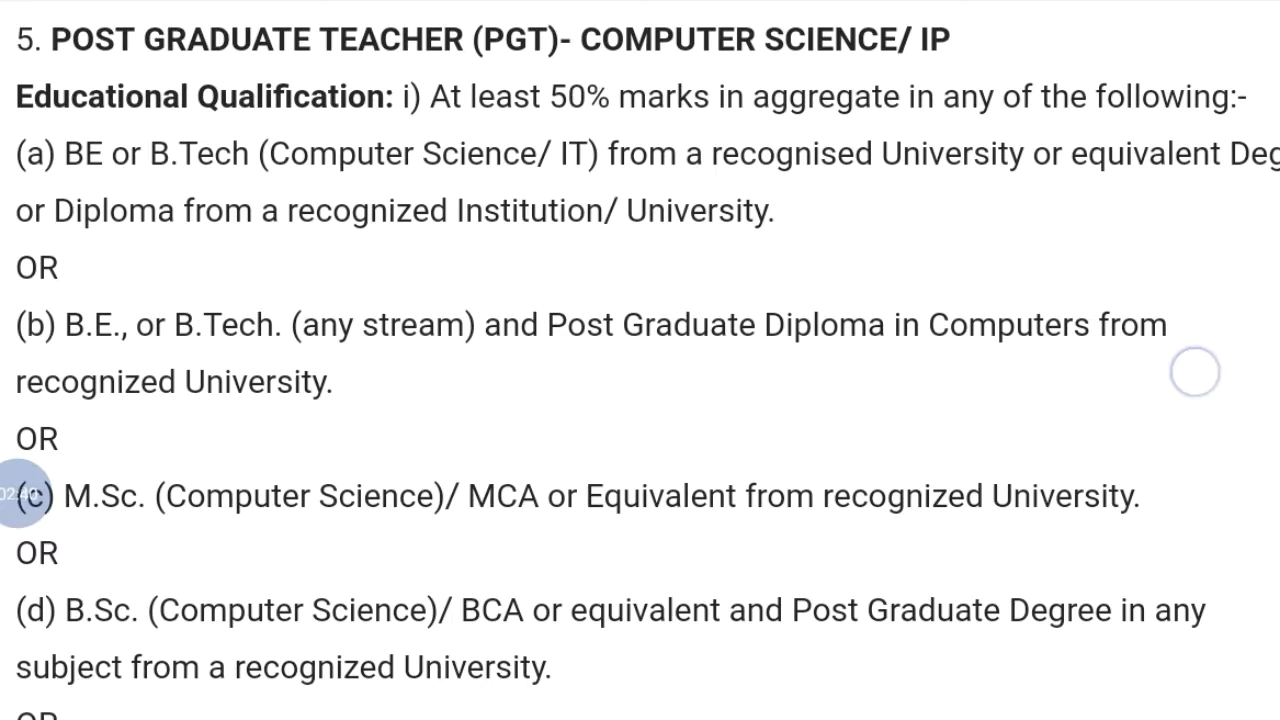 5. POST GRADUATE TEACHER (PGT)- COMPUTER SCIENCE/ IP
Educational Qualification: i) At least 50% marks in aggregate in any of the following:-
(a) BE or B.Tech (Computer Science/ IT) from a recognised University or equivalent Deg
or Diploma from a recognized Institution/ University.
OR
(b) B.E., or B.Tech. (any stream) and Post Graduate Diploma in Computers from
recognized University.
OR
02:40
(c) M.Sc. (Computer Science)/ MCA or Equivalent from recognized University.
OR
(d) B.Sc. (Computer Science)/ BCA or equivalent and Post Graduate Degree in any
subject from a recognized University.
OR